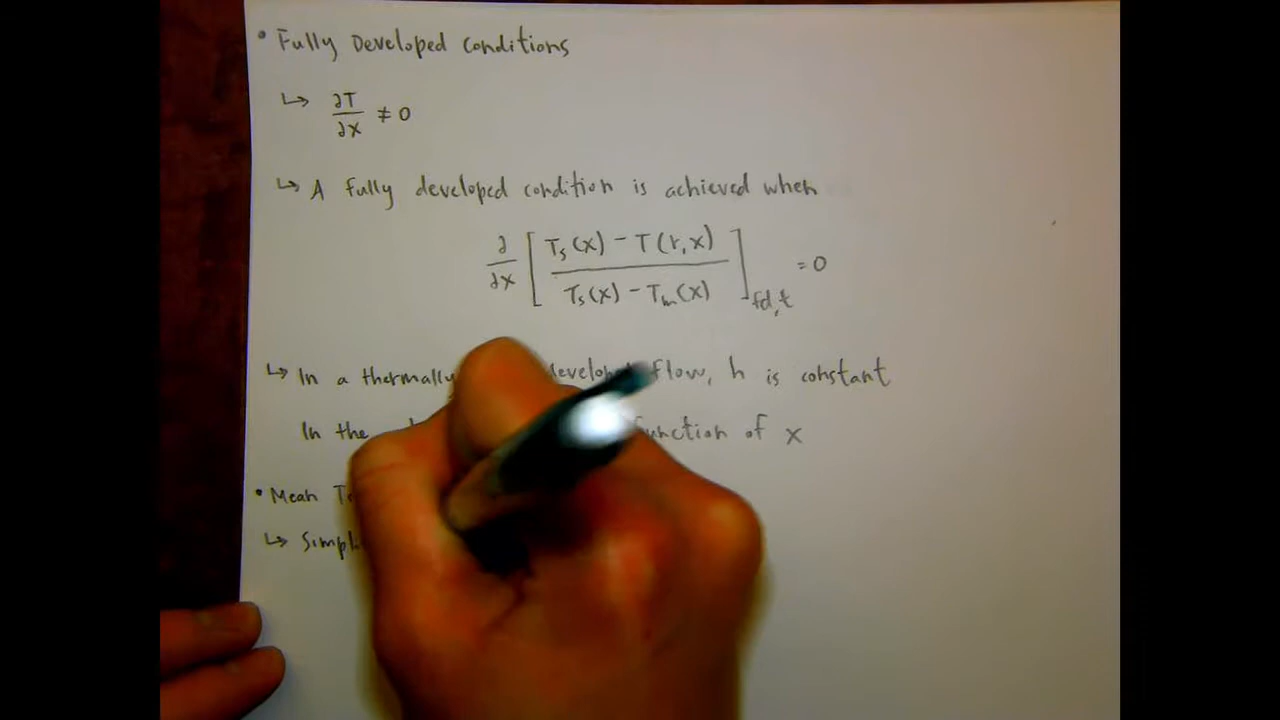 • Fully Developed Conditions
↳ ∂T/∂x ≠ 0
↳ A fully developed condition is achieved when
∂/∂x [ (Ts(x) - T(r,x)) / (Ts(x) - Tm(x)) ]fd,t = 0
↳ In a thermally developed flow, h is constant
In the function of x
• Mean
↳